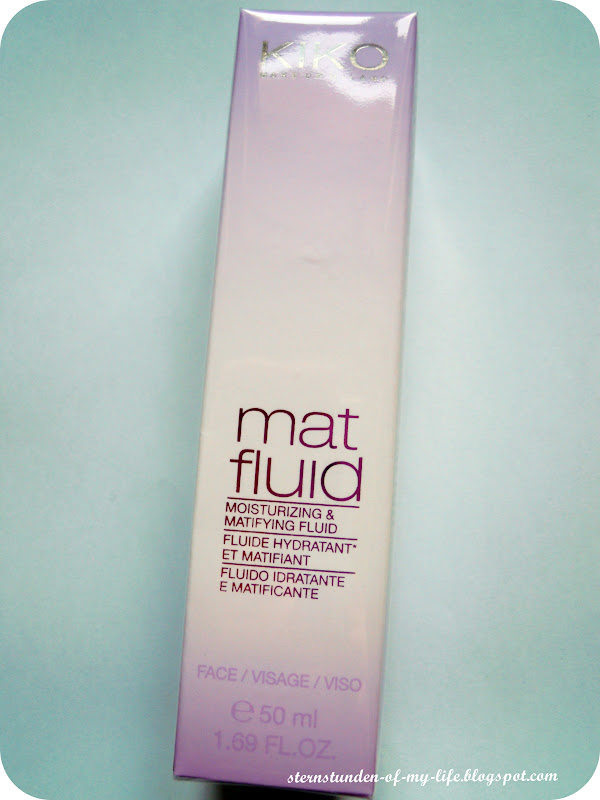 KIKO
mat
fluid
MOISTURIZING &
MATIFYING FLUID
FLUIDE HYDRATANT*
ET MATIFIANT
FLUIDO IDRATANTE
E MATIFICANTE
FACE / VISAGE / VISO
℮ 50 ml
1.69 FL.OZ.
sternstunden-of-my-life.blogspot.com